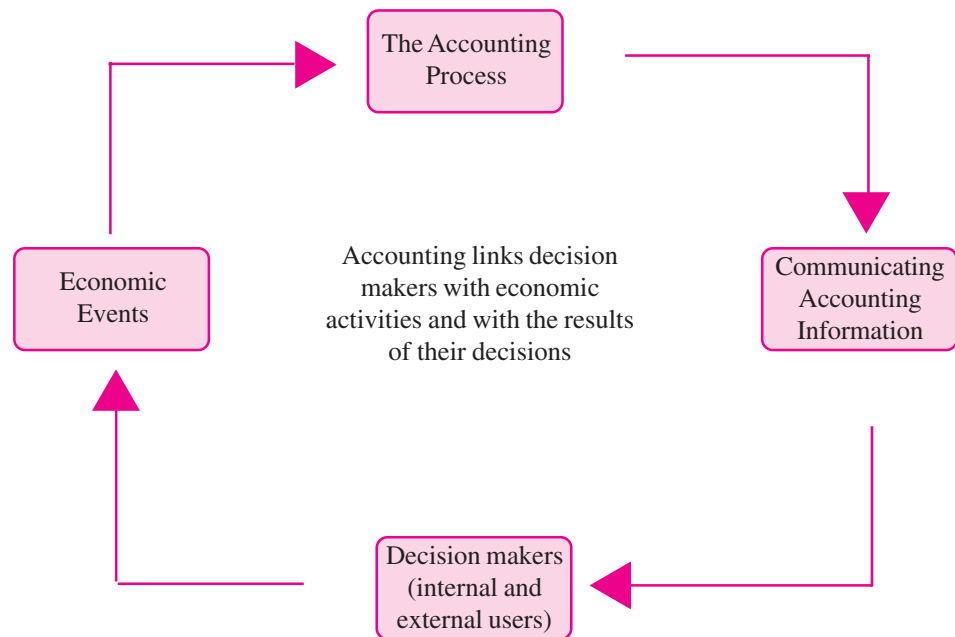 The Accounting
Process
Economic
Events
Accounting links decision
makers with economic
activities and with the results
of their decisions
Communicating
Accounting
Information
Decision makers
(internal and
external users)